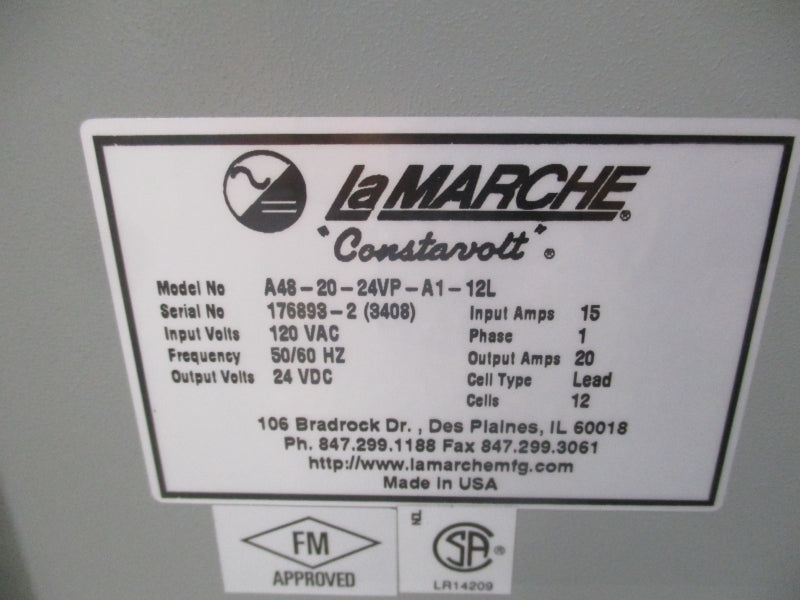 LaMARCHE®
"Constavolt"®
Model No A48-20-24VP-A1-12L
Serial No 176893-2 (3408) Input Amps 15
Input Volts 120 VAC Phase 1
Frequency 50/60 HZ Output Amps 20
Output Volts 24 VDC Cell Type Lead
Cells 12
106 Bradrock Dr. , Des Plaines, IL 60018
Ph. 847.299.1188 Fax 847.299.3061
http://www.lamarchemfg.com
Made in USA
FM
APPROVED
SA®
LR14209